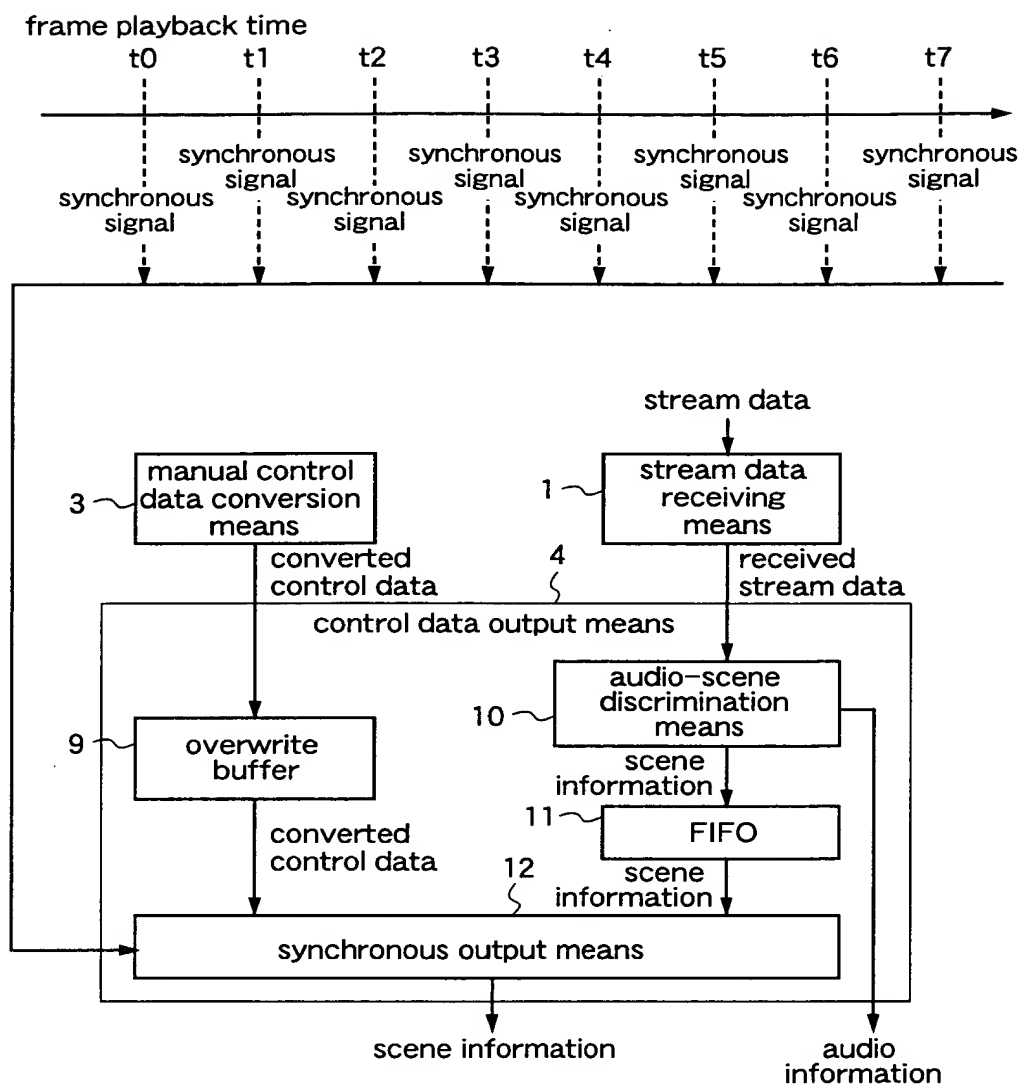 frame playback time
t0 t1 t2 t3 t4 t5 t6 t7
synchronous signal
synchronous signal
synchronous signal
synchronous signal
synchronous signal
synchronous signal
synchronous signal
synchronous signal
stream data
manual control
data conversion
means
3
stream data
receiving
means
1
converted
control data
4
received
stream data
control data output means
audio-scene
discrimination
means
10
9
overwrite
buffer
scene
information
11
FIFO
converted
control data
scene
information
12
synchronous output means
scene information
audio
information